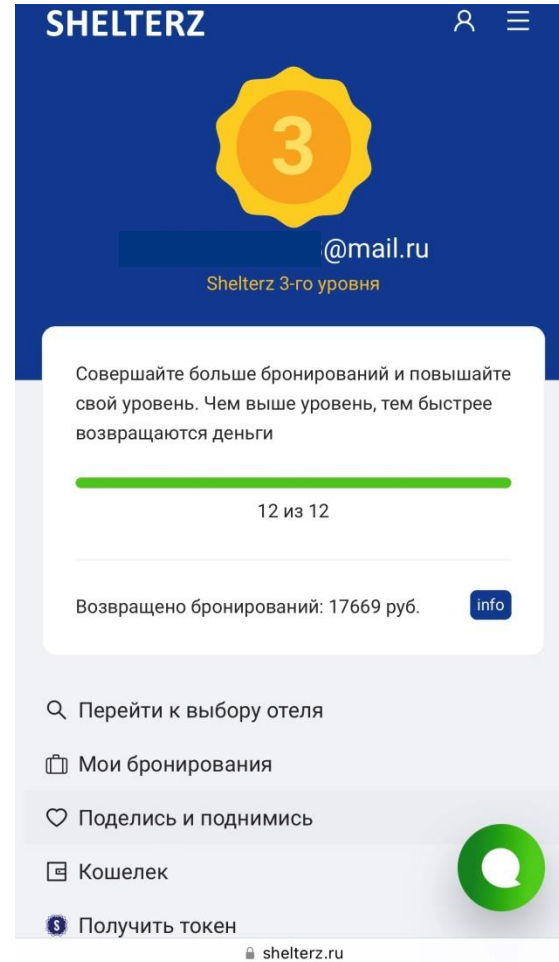 SHELTERZ
3
@mail.ru
Shelterz 3-го уровня
Совершайте больше бронирований и повышайте
свой уровень. Чем выше уровень, тем быстрее
возвращаются деньги
12 из 12
Возвращено бронирований: 17669 руб.
info
Перейти к выбору отеля
Мои бронирования
Поделись и поднимись
Кошелек
S
Получить токен
shelterz.ru